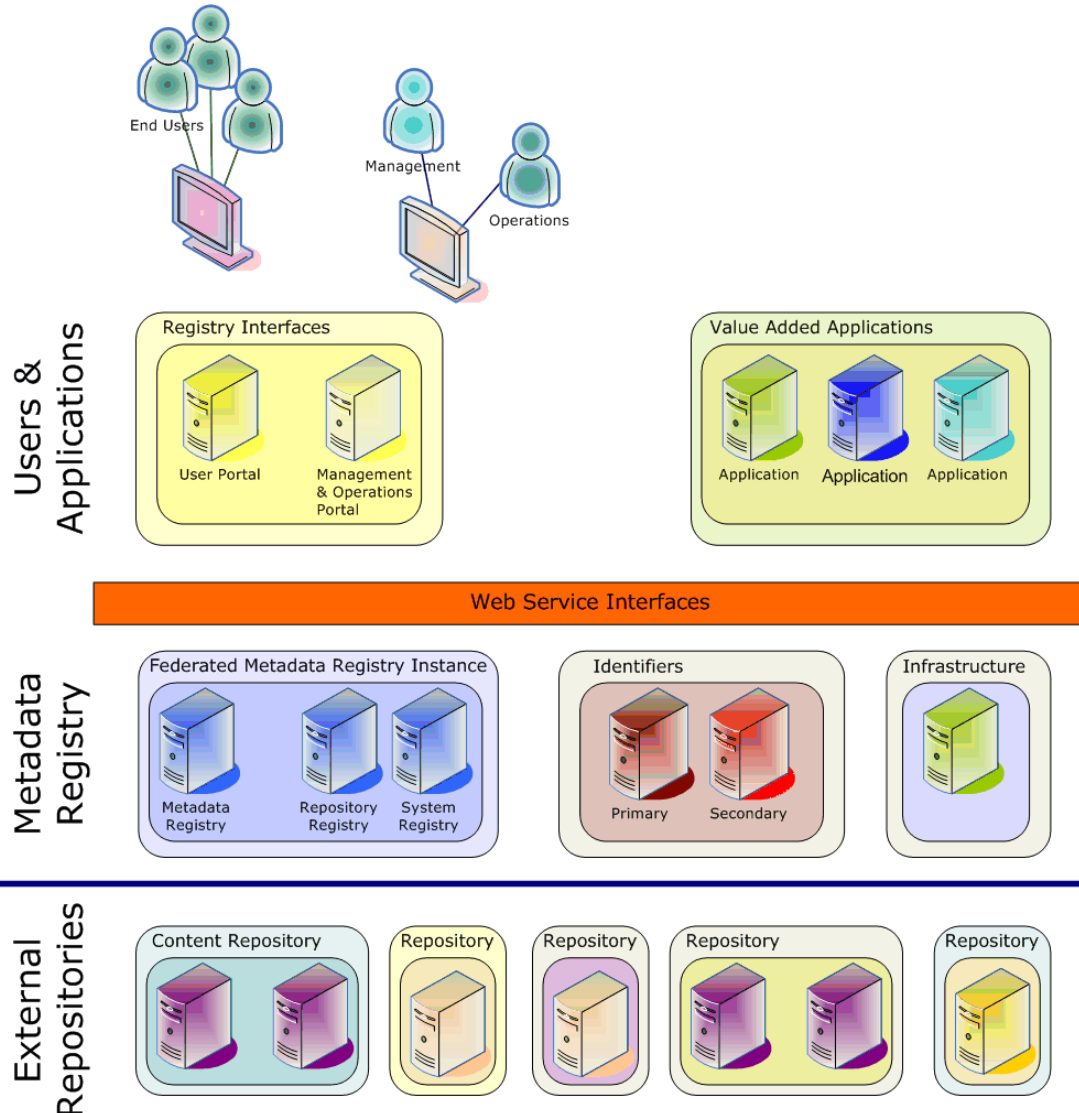 End Users
Management
Operations
Users &
Applications
Registry Interfaces
User Portal
Management
& Operations
Portal
Value Added Applications
Application
Application
Application
Web Service Interfaces
Metadata
Registry
Federated Metadata Registry Instance
Metadata
Registry
Repository
Registry
System
Registry
Identifiers
Primary
Secondary
Infrastructure
External
Repositories
Content Repository
Repository
Repository
Repository
Repository